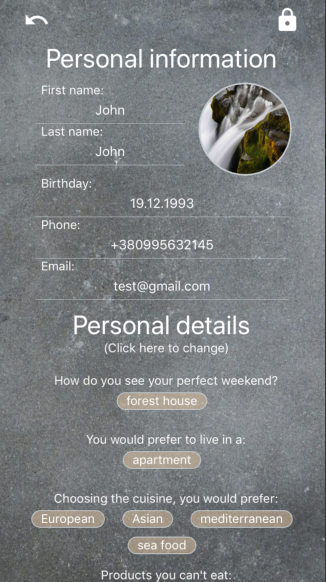 Personal information
First name:
John
Last name:
John
Birthday:
19.12.1993
Phone:
+380995632145
Email:
test@gmail.com
Personal details
(Click here to change)
How do you see your perfect weekend?
forest house
You would prefer to live in a:
apartment
Choosing the cuisine, you would prefer:
European Asian mediterranean
sea food
Products you can't eat: